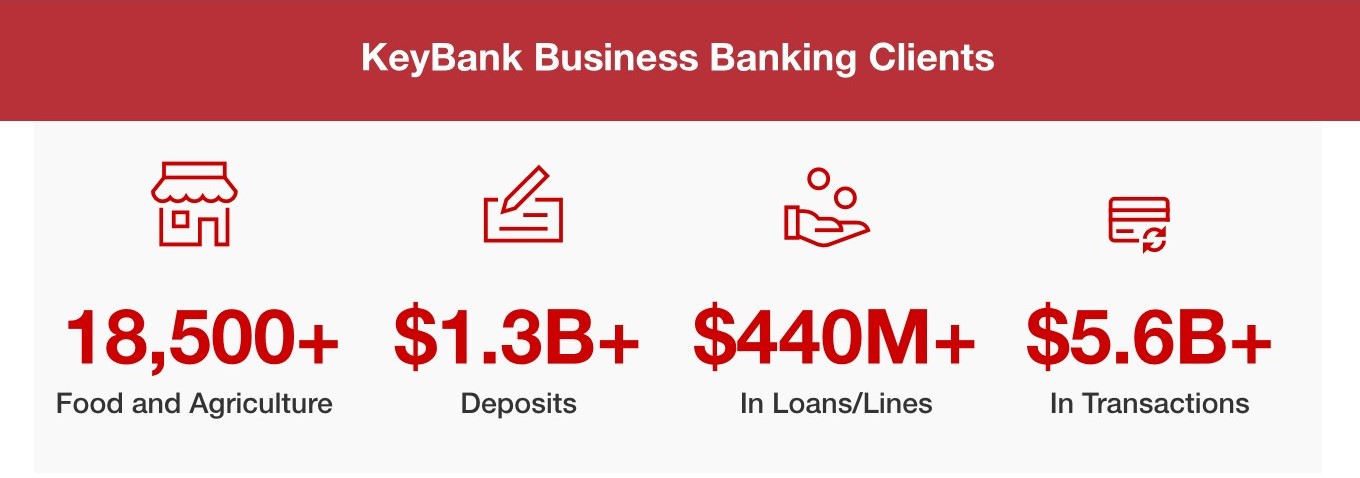 KeyBank Business Banking Clients
18,500+
Food and Agriculture
$1.3B+
Deposits
$440M+
In Loans/Lines
$5.6B+
In Transactions